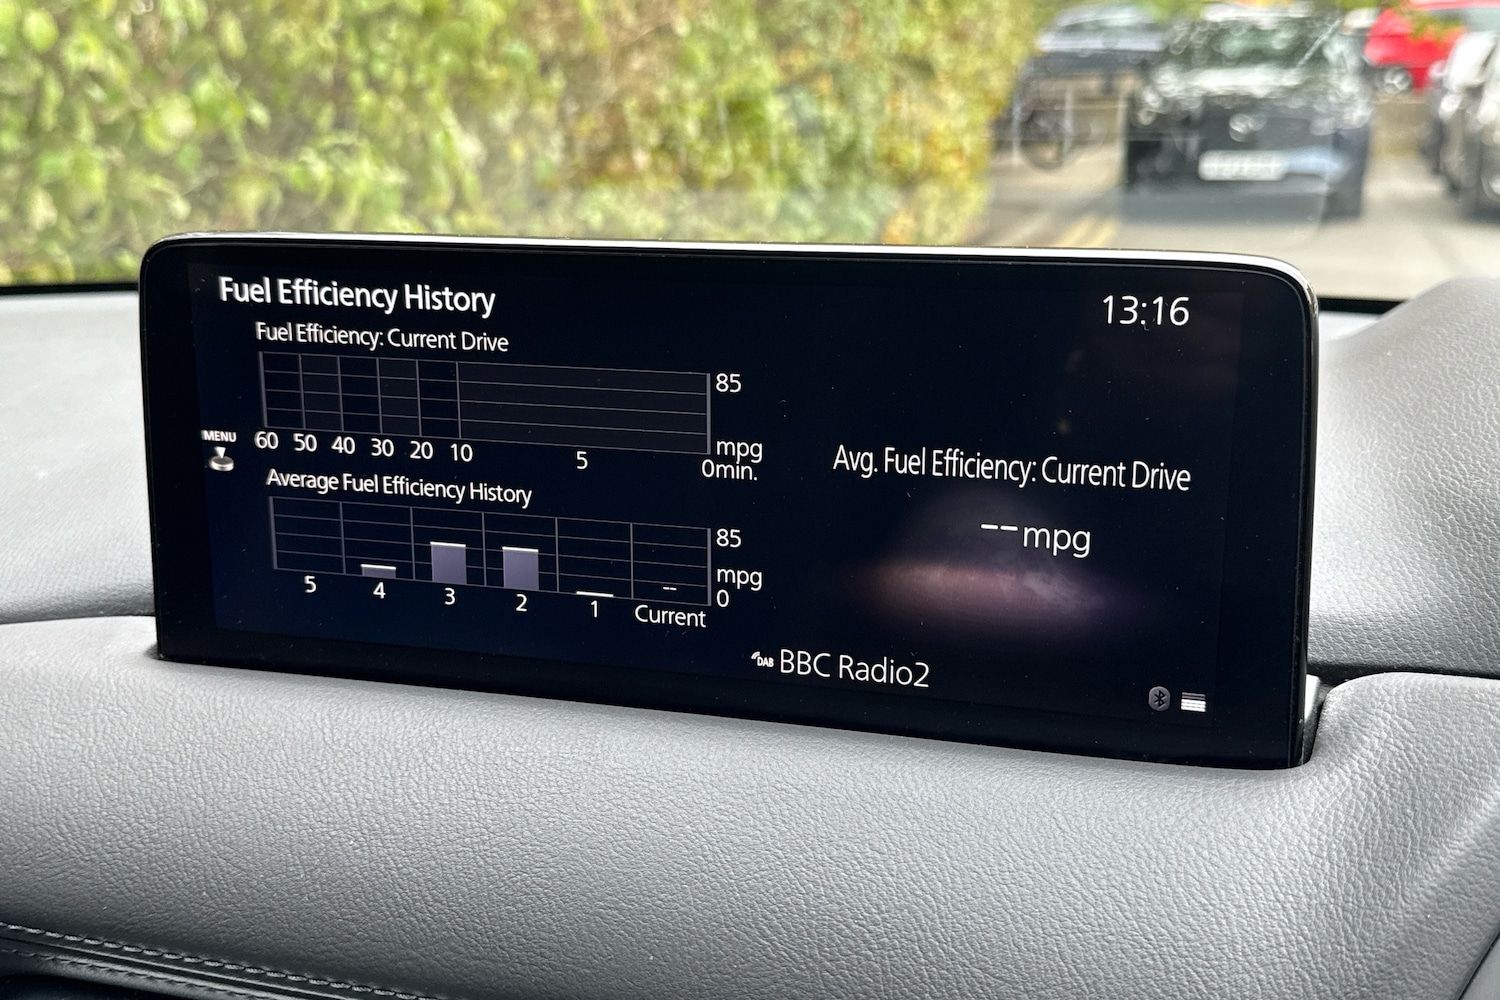 Fuel Efficiency History
13:16
Fuel Efficiency: Current Drive
85
MENU
60 50 40 30 20 10 5
mpg
0min.
Avg. Fuel Efficiency: Current Drive
--mpg
Average Fuel Efficiency History
85
mpg
0
--
5 4 3 2 1 Current
DAB BBC Radio2